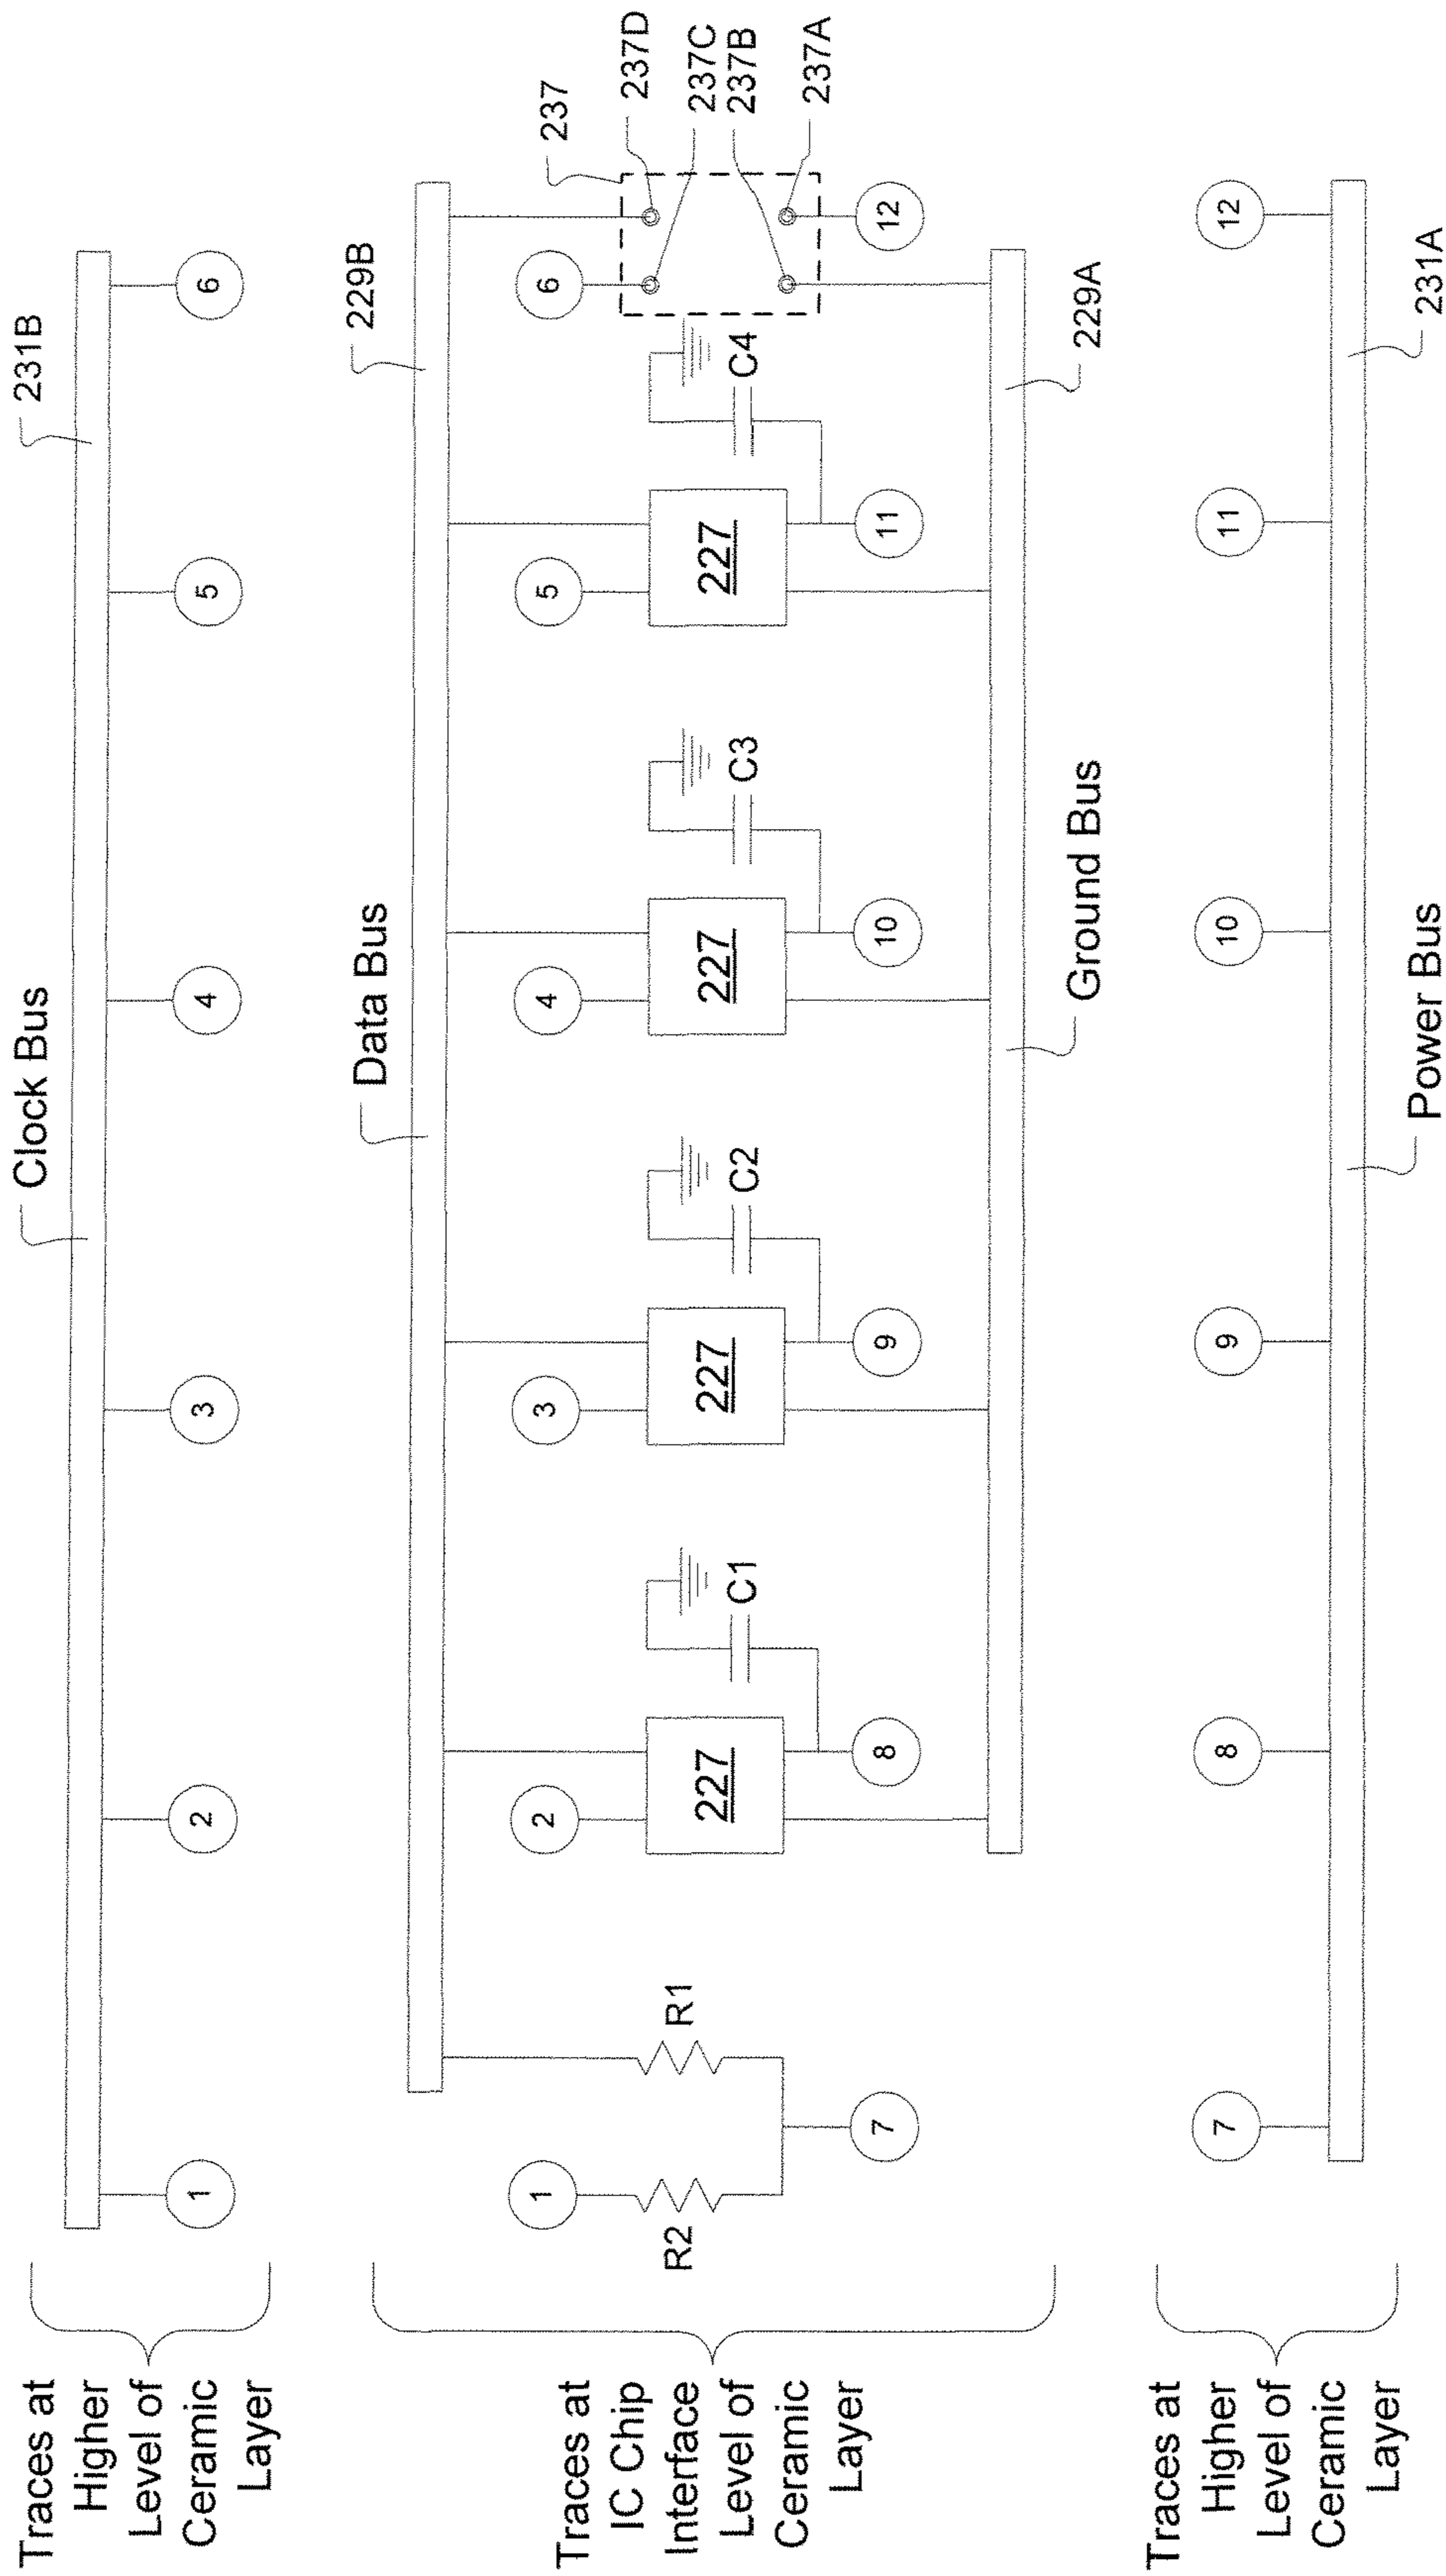 Traces at
Higher
Level of
Ceramic
Layer
Clock Bus
231B
1
2
3
4
5
6
Traces at
IC Chip
Interface
Level of
Ceramic
Layer
Data Bus
229B
1
2
3
4
5
6
R2
R1
227
C1
227
C2
227
C3
227
C4
237
237D
237C
237B
237A
7
8
9
10
11
12
Ground Bus
229A
Traces at
Higher
Level of
Ceramic
Layer
7
8
9
10
11
12
Power Bus
231A